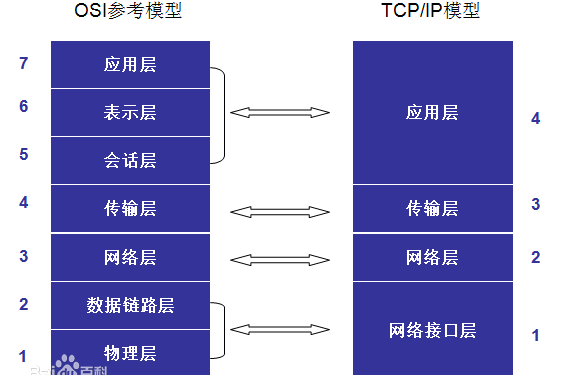 OSI参考模型
TCP/IP模型
7
应用层
6
表示层
5
会话层
4
传输层
3
网络层
2
数据链路层
1
物理层
应用层
4
传输层
3
网络层
2
网络接口层
1
Bai百科